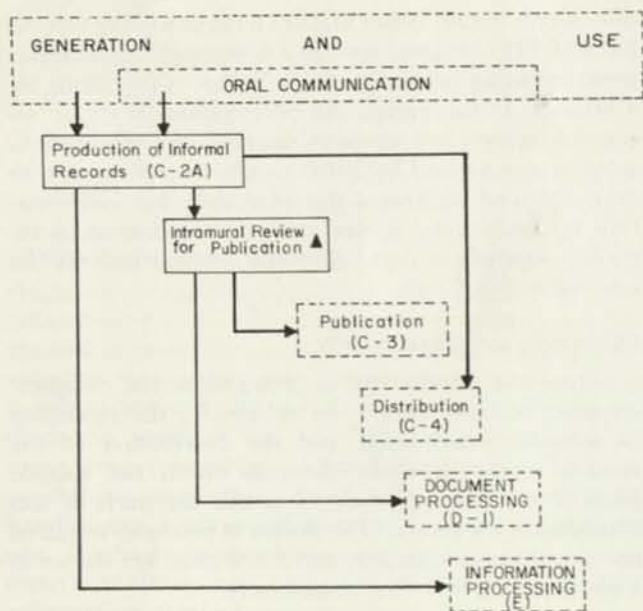 GENERATION AND USE
ORAL COMMUNICATION
Production of Informal
Records (C-2A)
Intramural Review
for Publication
Publication
(C-3)
Distribution
(C-4)
DOCUMENT
PROCESSING
(D-1)
INFORMATION
PROCESSING
(E)